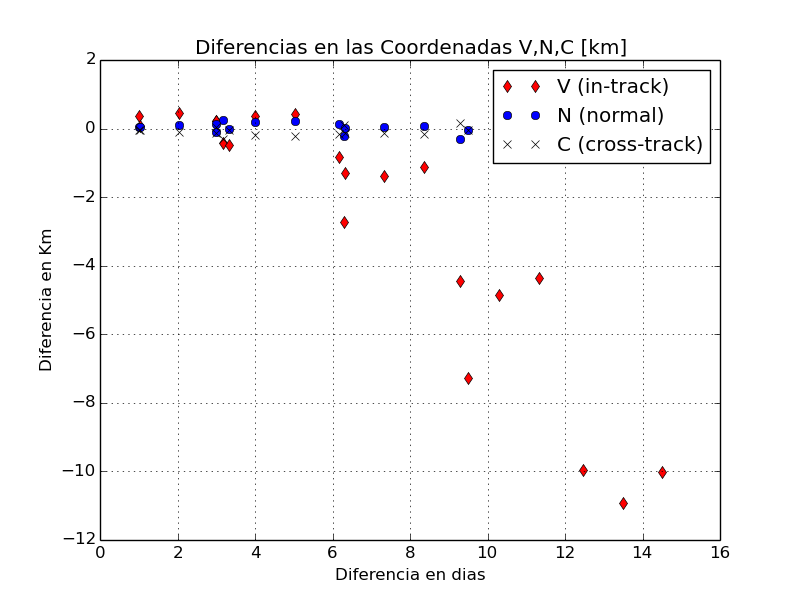 Diferencias en las Coordenadas V,N,C [km]
V (in-track)
N (normal)
C (cross-track)
2
0
−2
−4
−6
−8
−10
−12
Diferencia en Km
0 2 4 6 8 10 12 14 16
Diferencia en dias